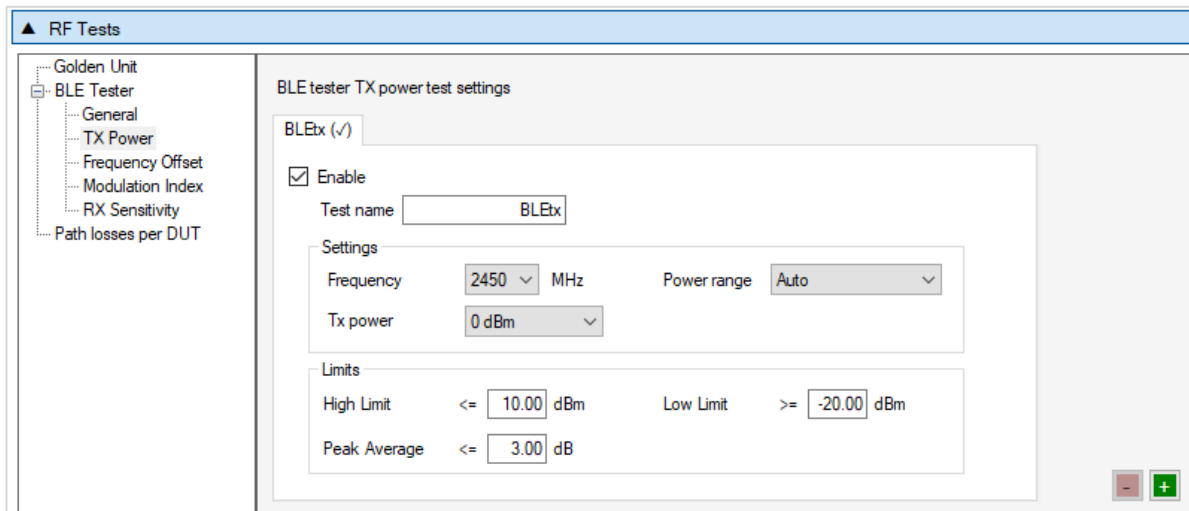 ▲ RF Tests
Golden Unit
BLE Tester
General
TX Power
Frequency Offset
Modulation Index
RX Sensitivity
Path losses per DUT
BLE tester TX power test settings
BLEtx (✓)
Enable
Test name BLEtx
Settings
Frequency 2450 MHz Power range Auto
Tx power 0 dBm
Limits
High Limit <= 10.00 dBm Low Limit >= -20.00 dBm
Peak Average <= 3.00 dB
- +